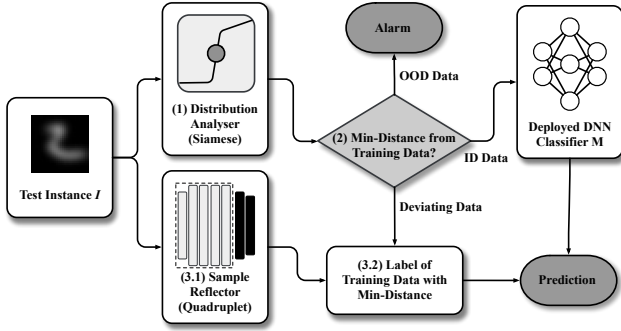 Test Instance I
(1) Distribution
Analyser
(Siamese)
(3.1) Sample
Reflector
(Quadruplet)
Alarm
OOD Data
(2) Min-Distance from
Training Data?
ID Data
Deviating Data
(3.2) Label of
Training Data with
Min-Distance
Deployed DNN
Classifier M
Prediction